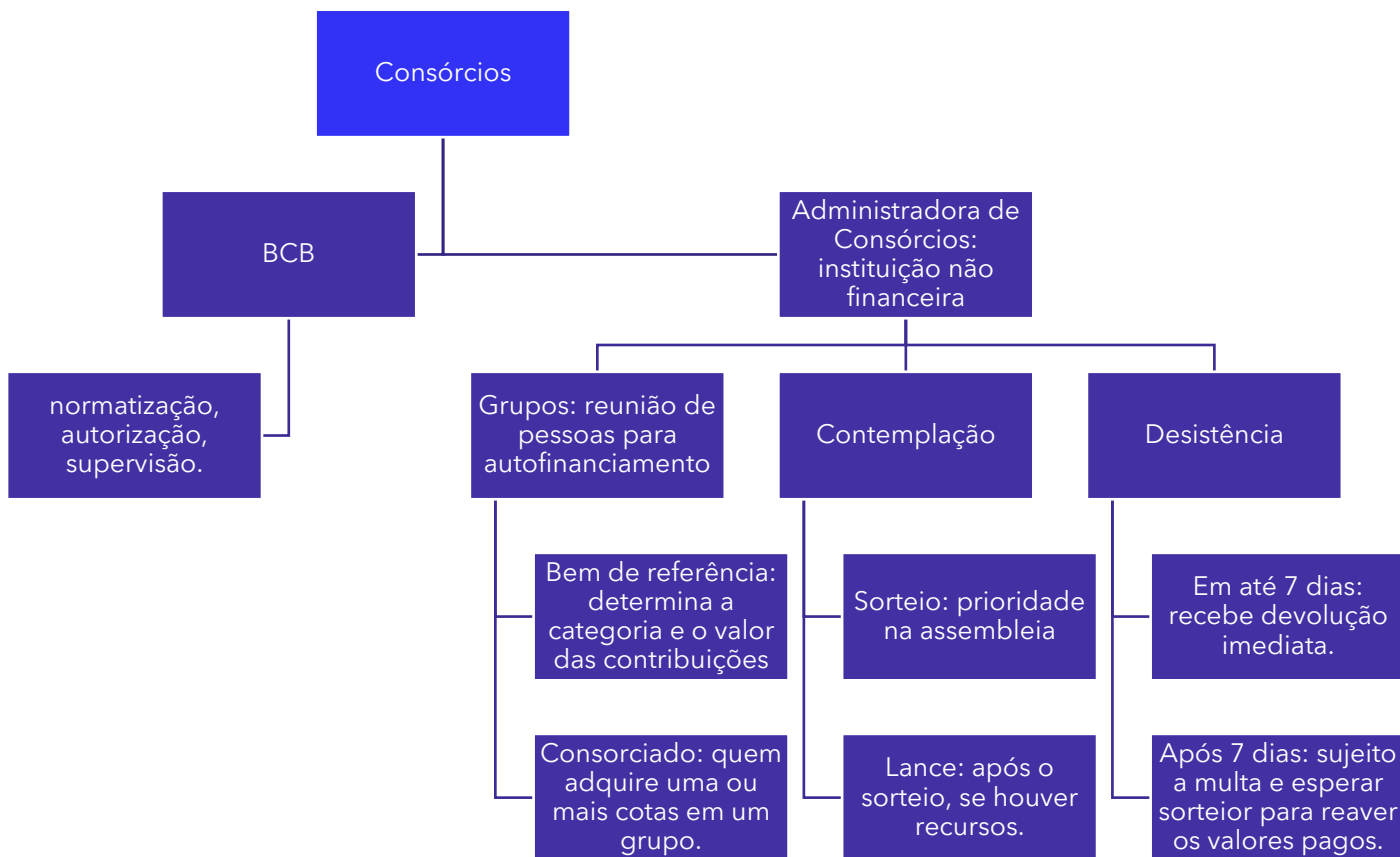 Consórcios
BCB
Administradora de
Consórcios:
instituição não
financeira
normatização,
autorização,
supervisão.
Grupos: reunião de
pessoas para
autofinanciamento
Contemplação
Desistência
Bem de referência:
determina a
categoria e o valor
das contribuições
Sorteio: prioridade
na assembleia
Em até 7 dias:
recebe devolução
imediata.
Consorciado: quem
adquire uma ou
mais cotas em um
grupo.
Lance: após o
sorteio, se houver
recursos.
Após 7 dias: sujeito
a multa e esperar
sorteior para reaver
os valores pagos.